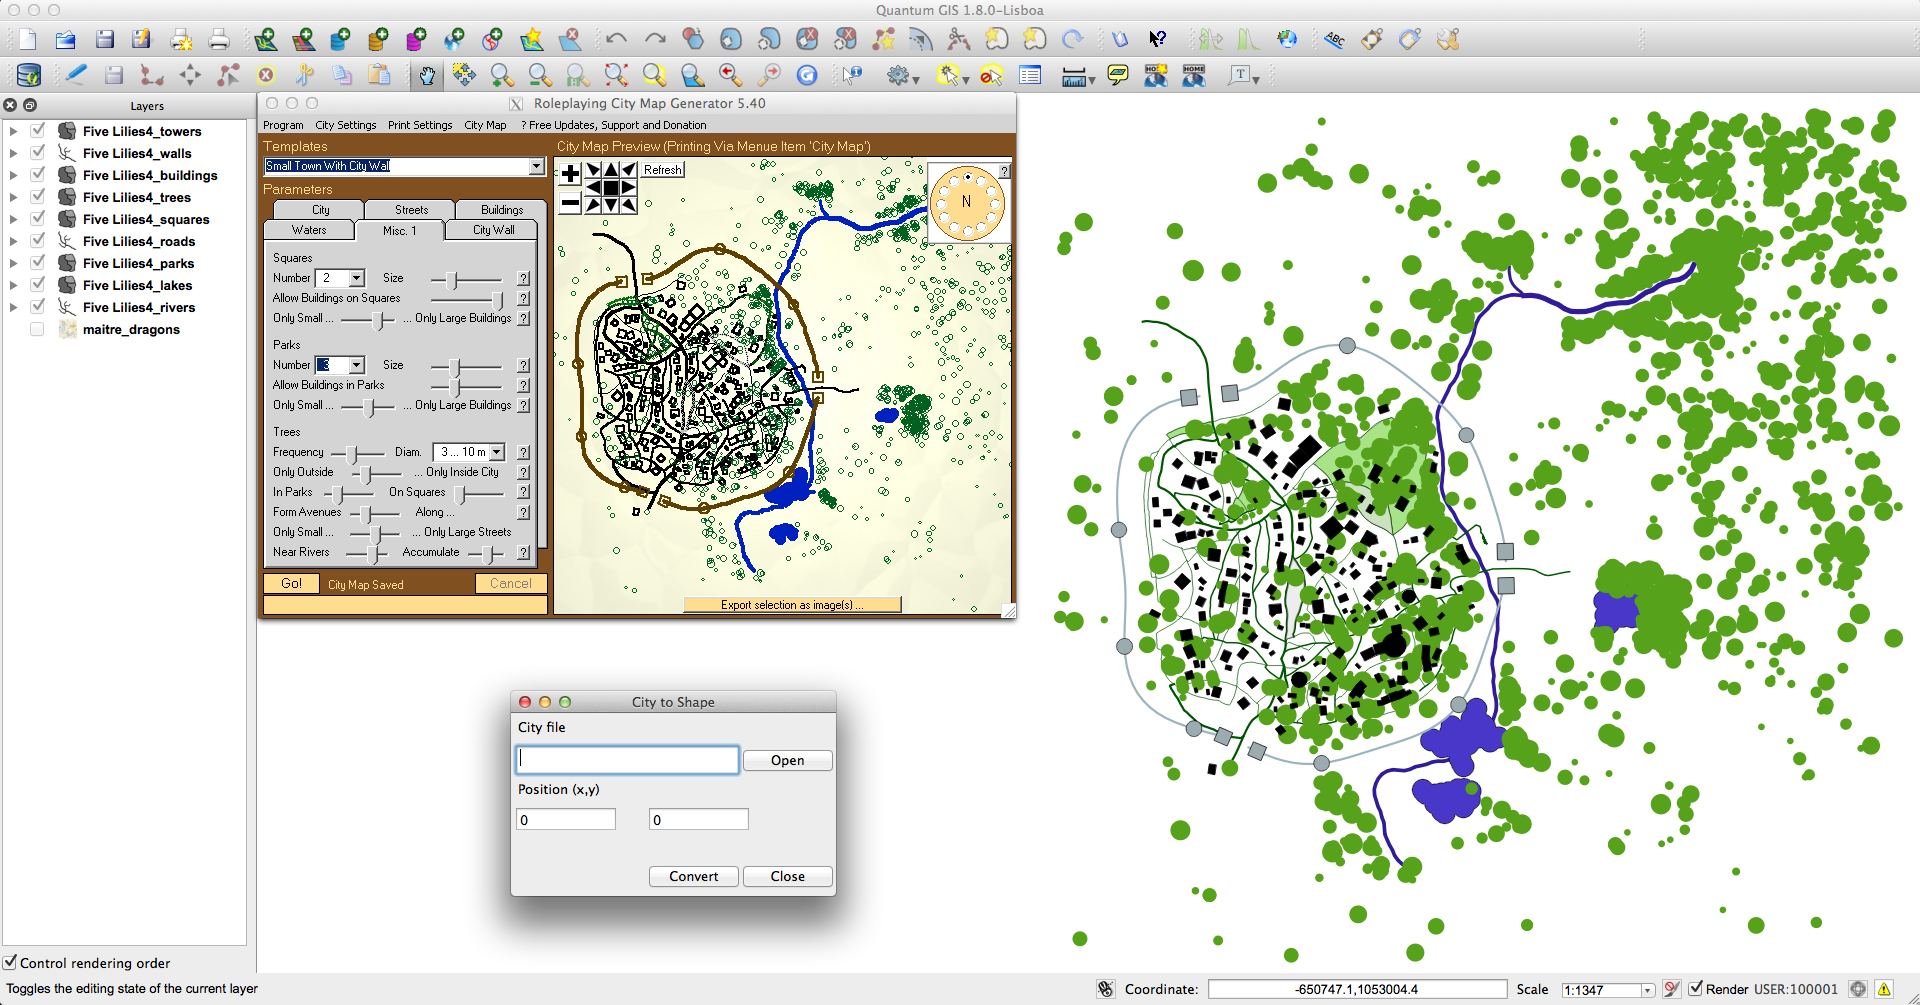 Quantum GIS 1.8.0-Lisboa
ABC
T
HOME
Layers
Five Lilies4_towers
Five Lilies4_walls
Five Lilies4_buildings
Five Lilies4_trees
Five Lilies4_squares
Five Lilies4_roads
Five Lilies4_parks
Five Lilies4_lakes
Five Lilies4_rivers
maitre_dragons
Control rendering order
Toggles the editing state of the current layer
X Roleplaying City Map Generator 5.40
Program City Settings Print Settings City Map ? Free Updates, Support and Donation
Templates
Small Town With City Wall
Parameters
City Streets Buildings
Waters Misc. 1 City Wall
Squares
Number 2 Size ?
Allow Buildings on Squares ?
Only Small ... ... Only Large Buildings ?
Parks
Number 3 Size ?
Allow Buildings in Parks ?
Only Small ... ... Only Large Buildings ?
Trees
Frequency Diam. 3 ... 10 m ?
Only Outside ... Only Inside City ?
In Parks On Squares ?
Form Avenues Along ... ?
Only Small ... ... Only Large Streets
Near Rivers Accumulate ?
Go! City Map Saved Cancel
City Map Preview (Printing Via Menue Item 'City Map')
Refresh
?
N
Export selection as image(s) ...
City to Shape
City file
Open
Position (x,y)
0 0
Convert Close
Coordinate: -650747.1,1053004.4 Scale 1:1347 Render USER:100001